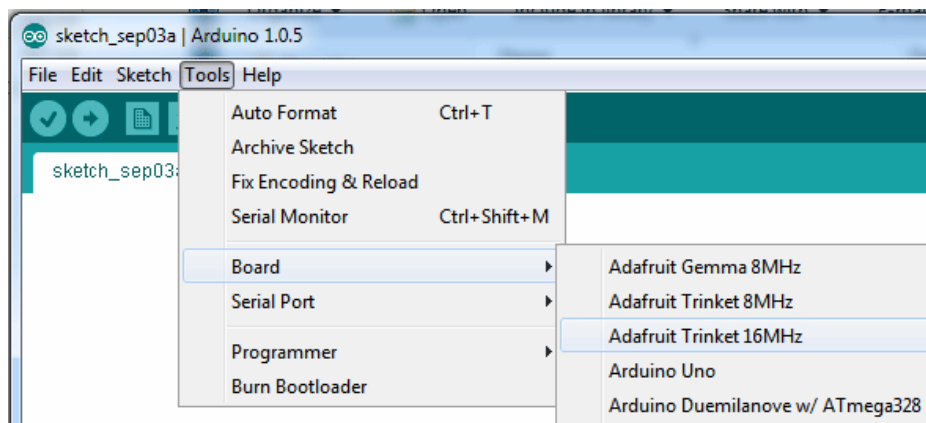 sketch_sep03a | Arduino 1.0.5
File Edit Sketch Tools Help
Auto Format Ctrl+T
Archive Sketch
sketch_sep03a
Fix Encoding & Reload
Serial Monitor Ctrl+Shift+M
Board
Adafruit Gemma 8MHz
Serial Port
Adafruit Trinket 8MHz
Adafruit Trinket 16MHz
Programmer
Arduino Uno
Burn Bootloader
Arduino Duemilanove w/ ATmega328